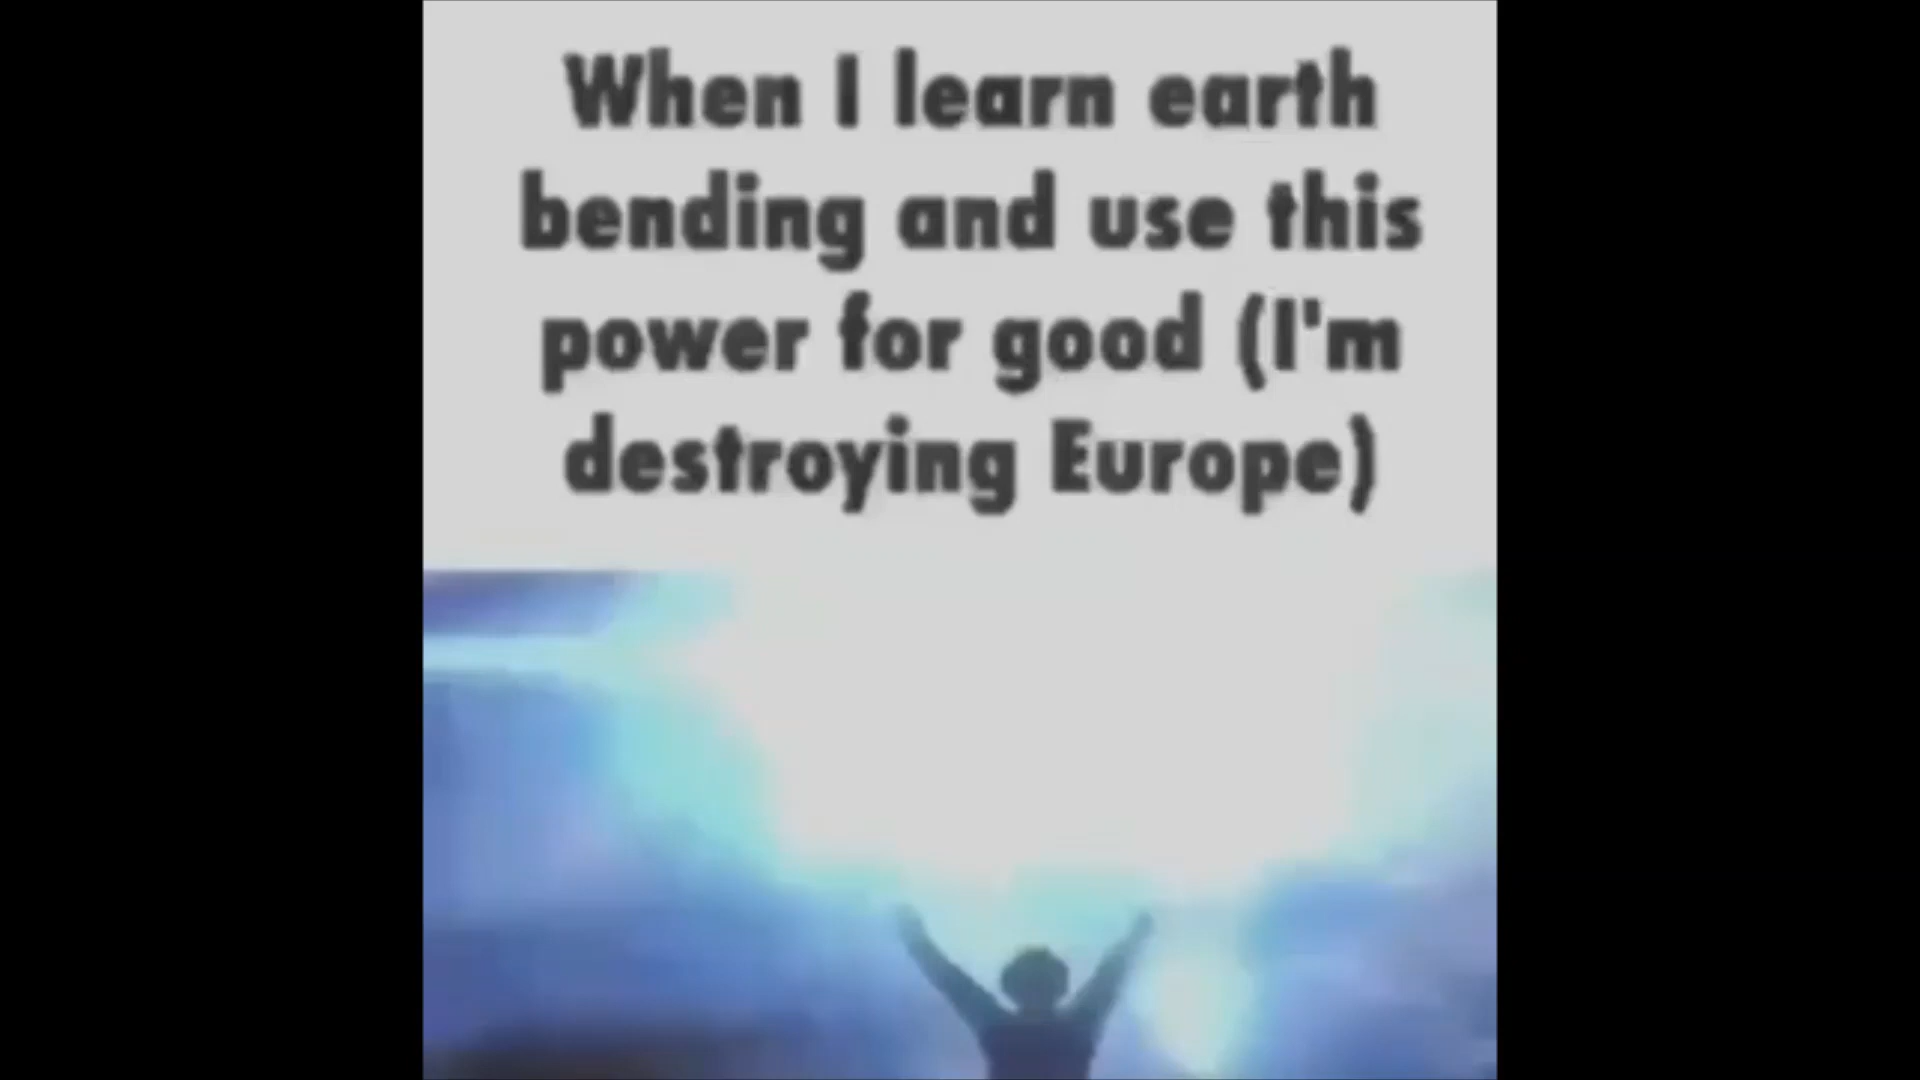 When I learn earth
bending and use this
power for good (I'm
destroying Europe)